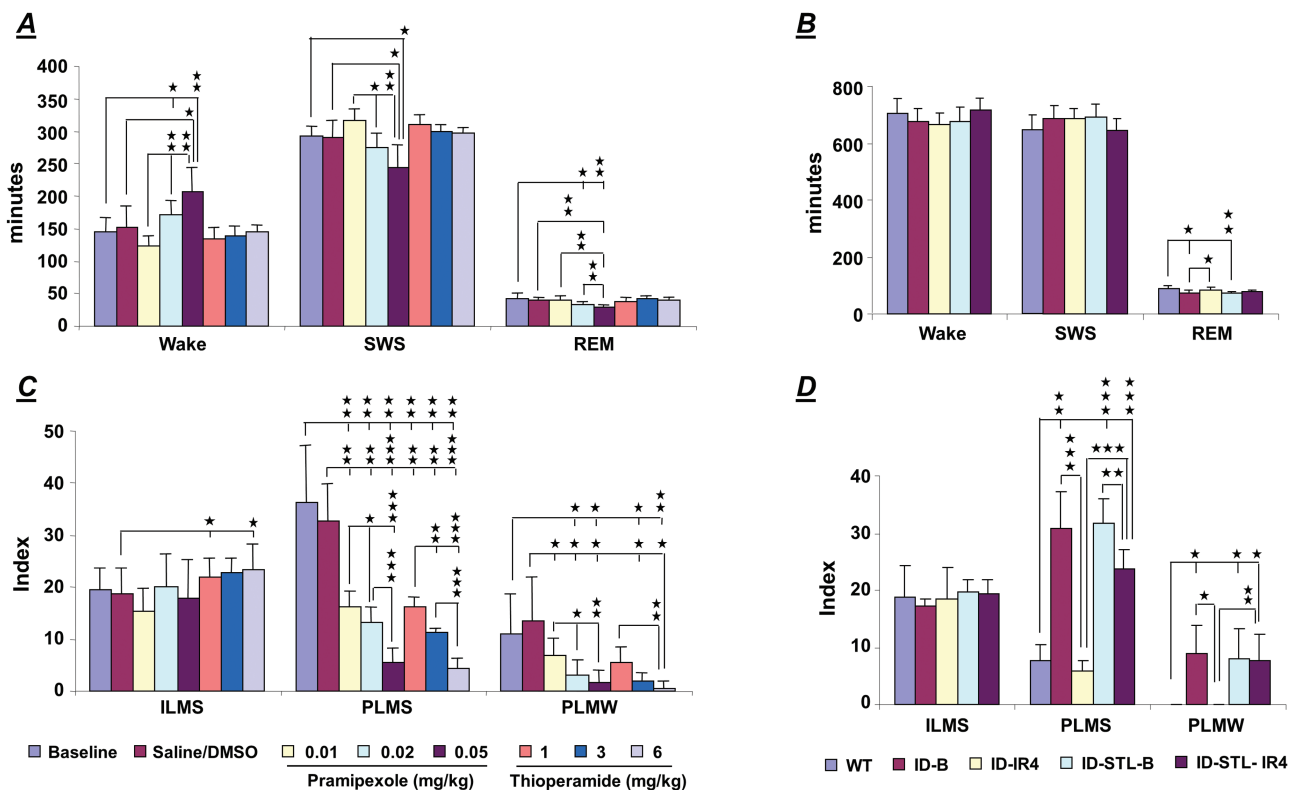 A
minutes
400
350
300
250
200
150
100
50
0
★ ★ ★
★
★ ★ ★
★
★
★ ★ ★
★ ★ ★
★ ★
★ ★
★ ★
Wake SWS REM
B
minutes
800
600
400
200
0
★ ★ ★
★
Wake SWS REM
C
Index
50
40
30
20
10
0
★ ★
★★ ★★ ★★ ★★ ★★ ★★
★★ ★★ ★★★ ★★ ★★ ★★★
★ ★★★
★★★
★★ ★★★
★★★
★ ★ ★ ★★
★ ★ ★ ★ ★
★ ★★
★★
ILMS PLMS PLMW
Baseline Saline/DMSO 0.01 0.02 0.05 1 3 6
Pramipexole (mg/kg) Thioperamide (mg/kg)
D
Index
40
30
20
10
0
★★ ★★★ ★★★
★★★ ★★★
★★
★ ★ ★
★ ★★
ILMS PLMS PLMW
WT ID-B ID-IR4 ID-STL-B ID-STL- IR4